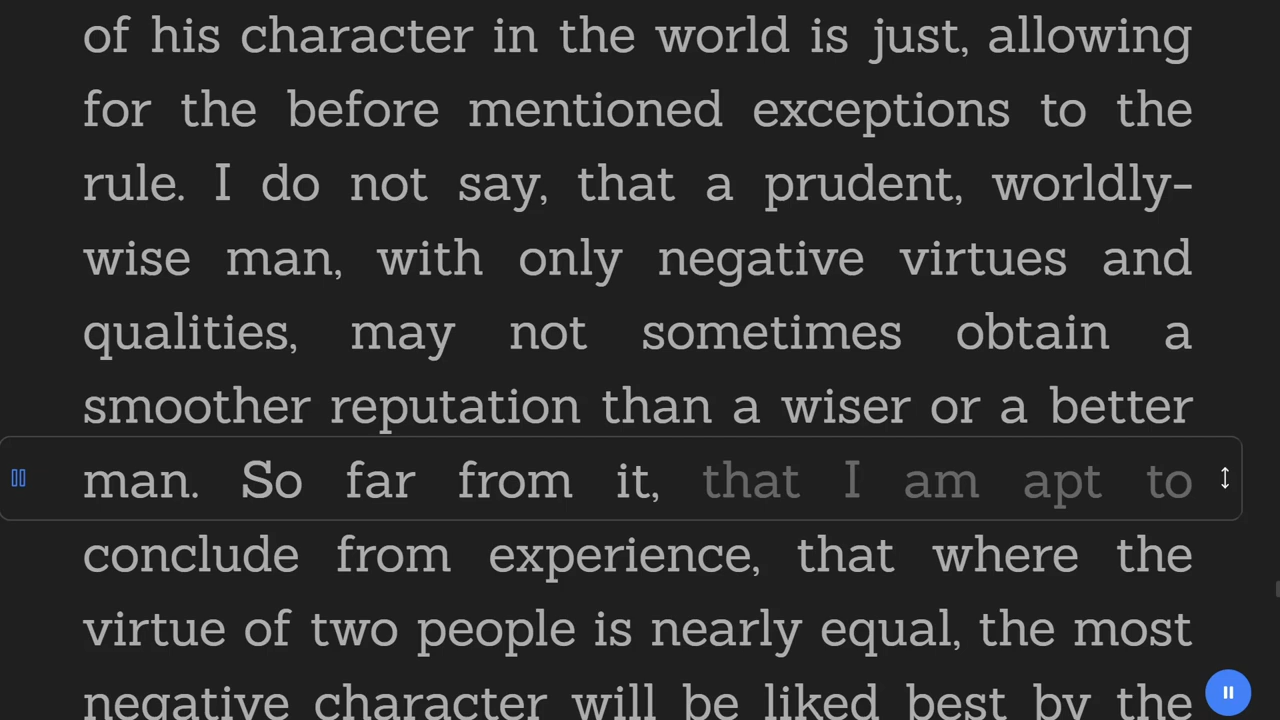 of his character in the world is just, allowing
for the before mentioned exceptions to the
rule. I do not say, that a prudent, worldly-
wise man, with only negative virtues and
qualities, may not sometimes obtain a
smoother reputation than a wiser or a better
man. So far from it, that I am apt to
conclude from experience, that where the
virtue of two people is nearly equal, the most
negative character will be liked best by the